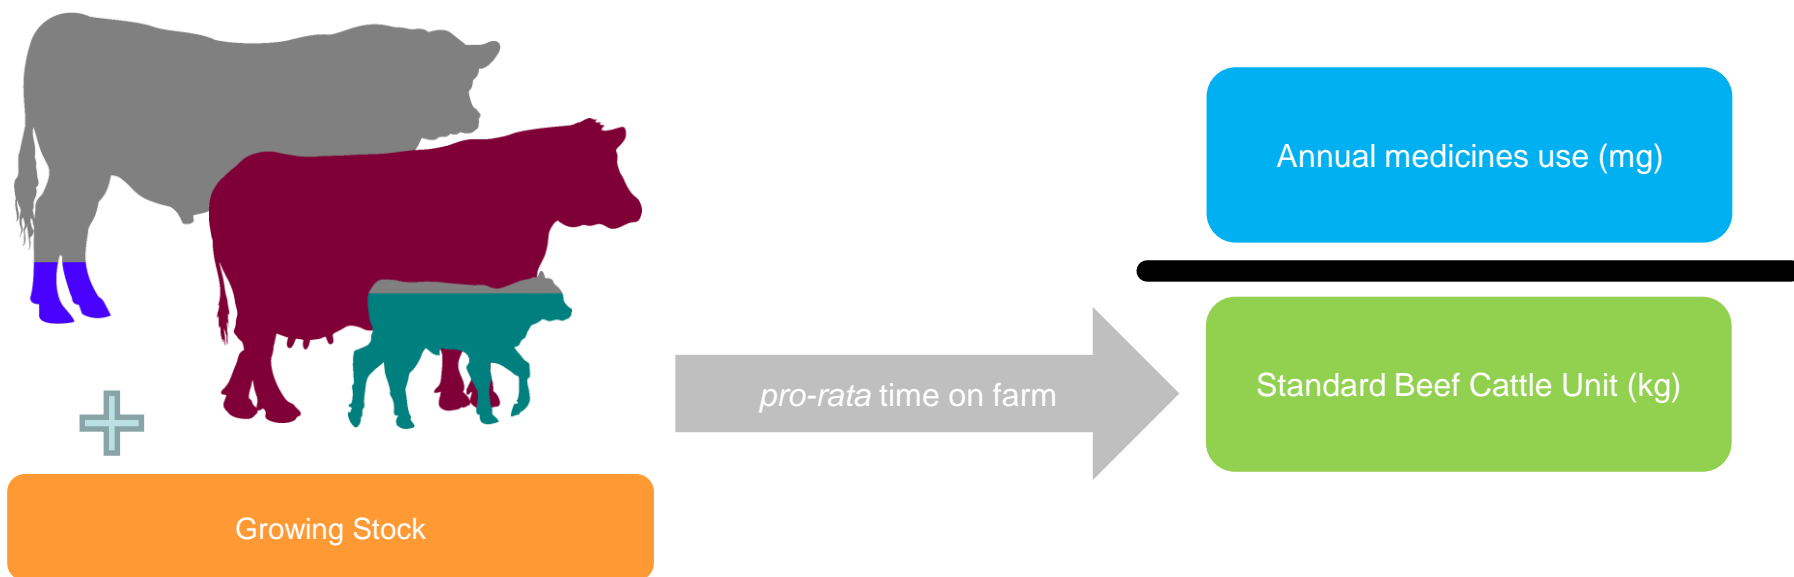 Annual medicines use (mg)
Standard Beef Cattle Unit (kg)
pro-rata time on farm
Growing Stock